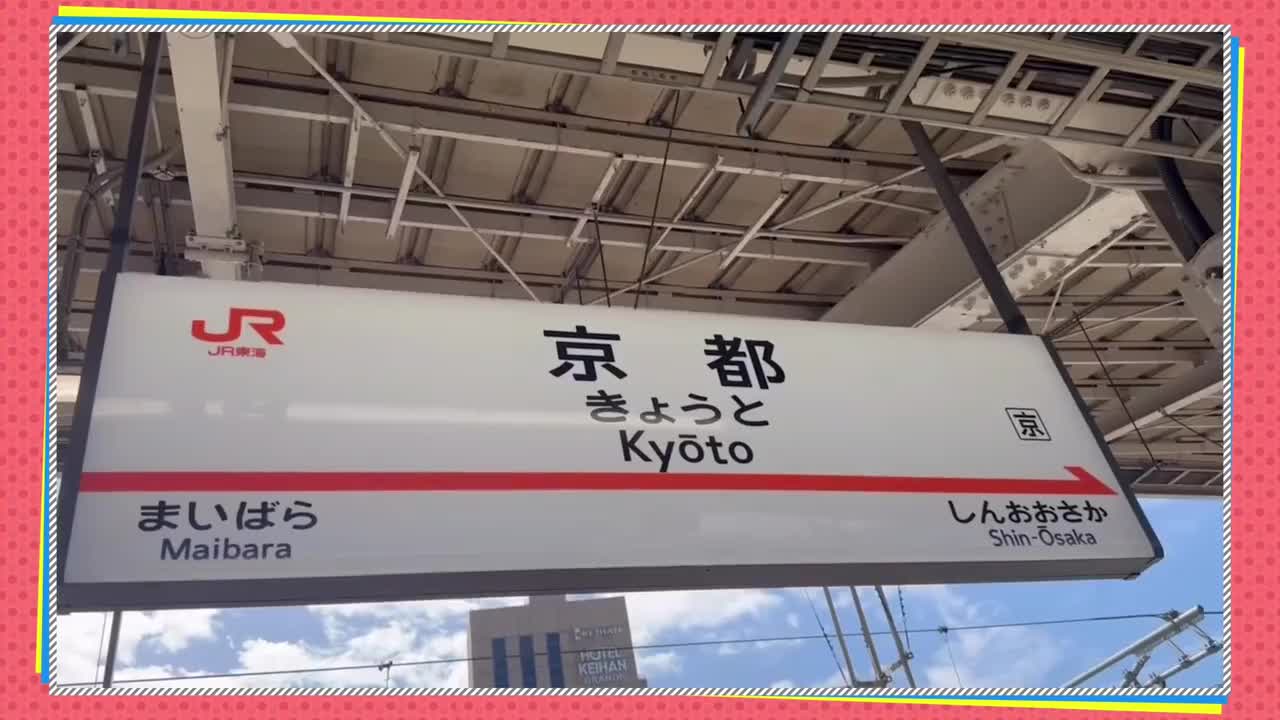 JR
JR東海
京都
きょうと
Kyōto
京
まいばら
Maibara
しんおおさか
Shin-Ōsaka
HOTEL
KEIHAN